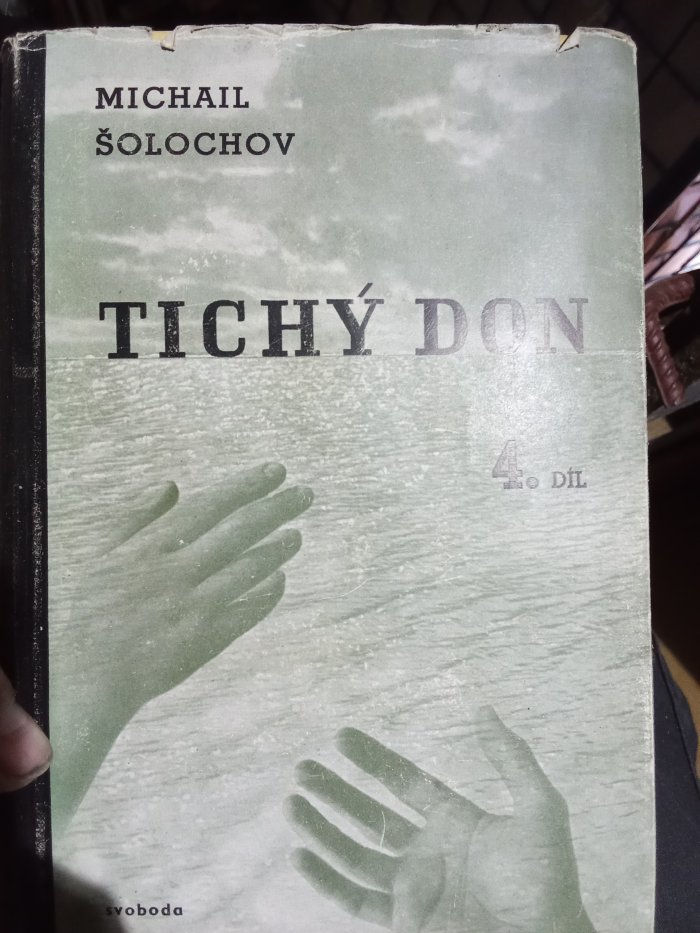 MICHAIL
ŠOLOCHOV
TICHÝ DON
4. DÍL
svoboda